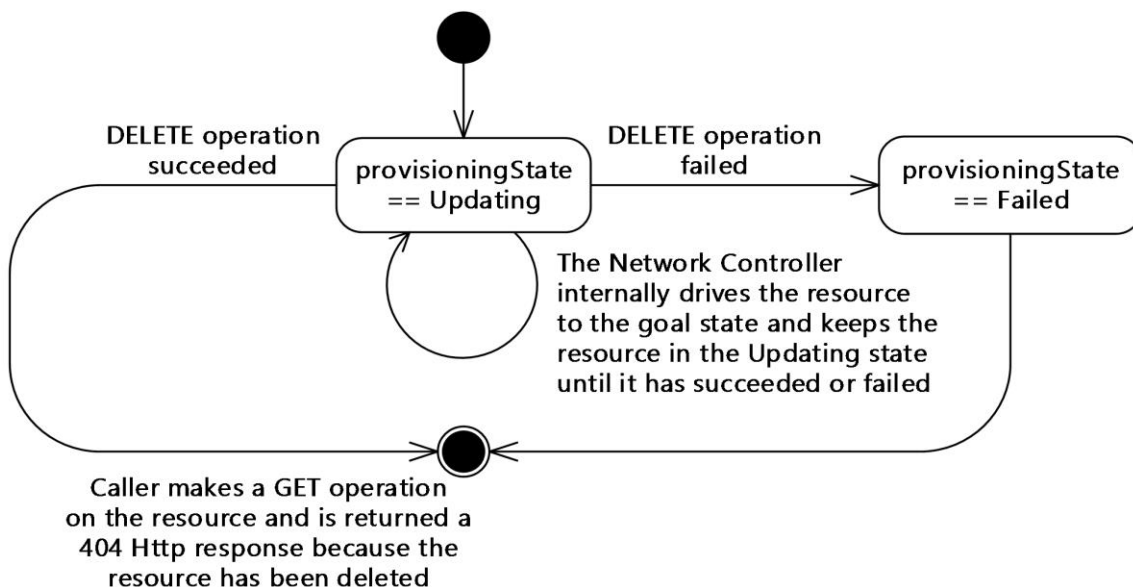 DELETE operation
succeeded
provisioningState
== Updating
DELETE operation
failed
provisioningState
== Failed
The Network Controller
internally drives the resource
to the goal state and keeps the
resource in the Updating state
until it has succeeded or failed
Caller makes a GET operation
on the resource and is returned a
404 Http response because the
resource has been deleted